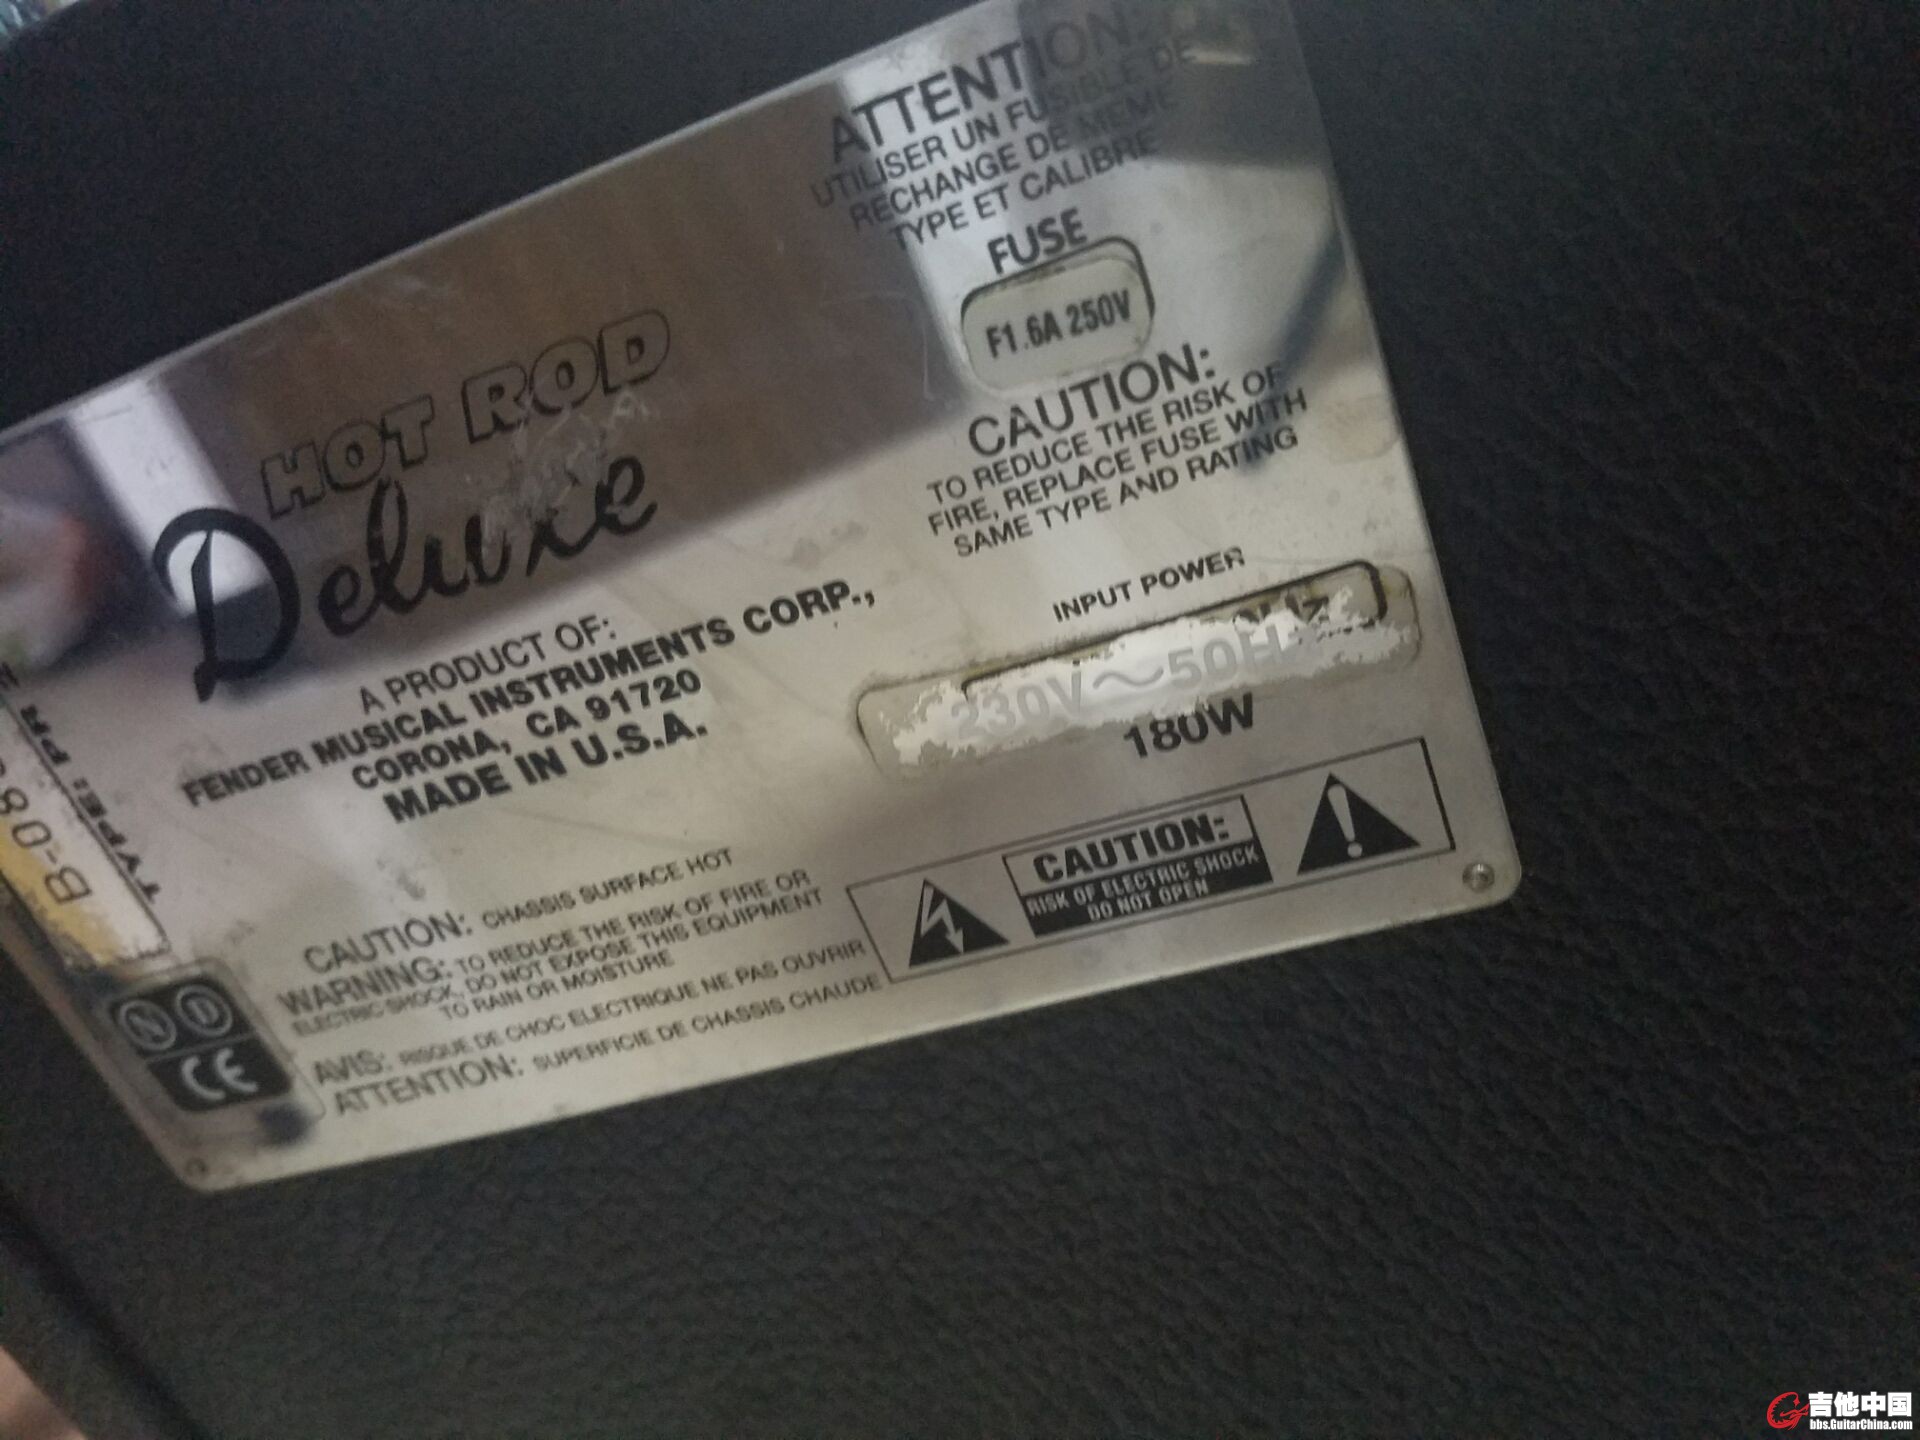 ATTENTION:
UTILISER UN FUSIBLE DE
RECHANGE DE MEME
TYPE ET CALIBRE
FUSE
F1.6A 250V
CAUTION:
TO REDUCE THE RISK OF
FIRE, REPLACE FUSE WITH
SAME TYPE AND RATING
INPUT POWER
230V~50Hz
180W
HOT ROD
Deluxe
A PRODUCT OF:
FENDER MUSICAL INSTRUMENTS CORP.,
CORONA, CA 91720
MADE IN U.S.A.
TYPE: PR
B-08
N D
CE
CAUTION: CHASSIS SURFACE HOT
WARNING: TO REDUCE THE RISK OF FIRE OR
ELECTRIC SHOCK, DO NOT EXPOSE THIS EQUIPMENT
TO RAIN OR MOISTURE
AVIS: RISQUE DE CHOC ELECTRIQUE NE PAS OUVRIR
ATTENTION: SUPERFICIE DE CHASSIS CHAUDE
CAUTION:
RISK OF ELECTRIC SHOCK
DO NOT OPEN
吉他中国
bbs.GuitarChina.com